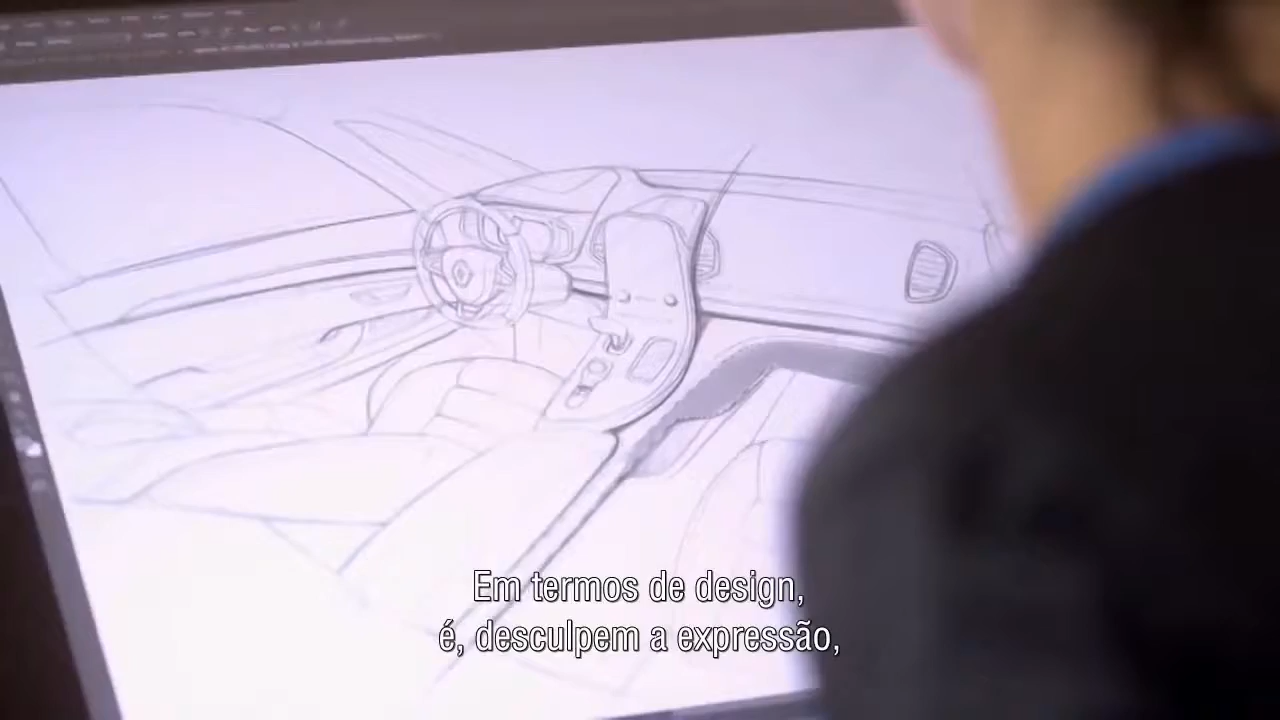 Em termos de design,
é, desculpem a expressão,